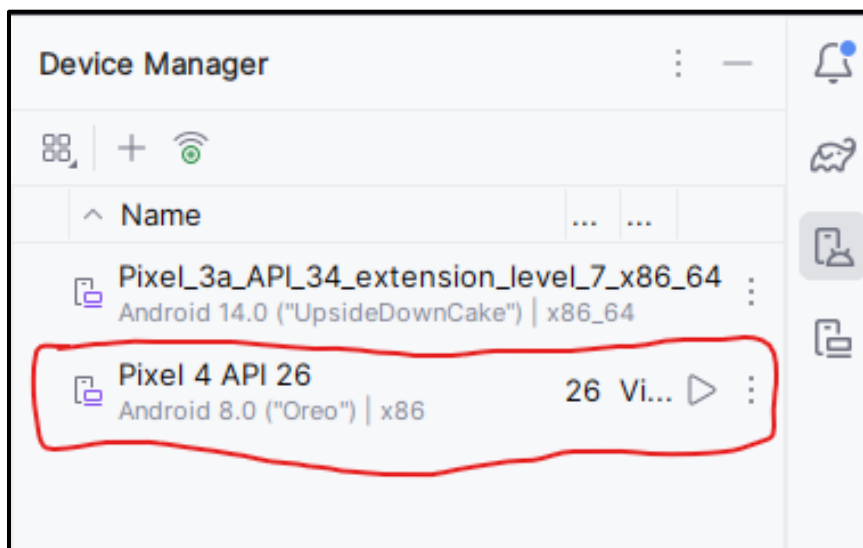 Device Manager
Name ... ...
Pixel_3a_API_34_extension_level_7_x86_64
Android 14.0 ("UpsideDownCake") | x86_64
Pixel 4 API 26 26 Vi...
Android 8.0 ("Oreo") | x86